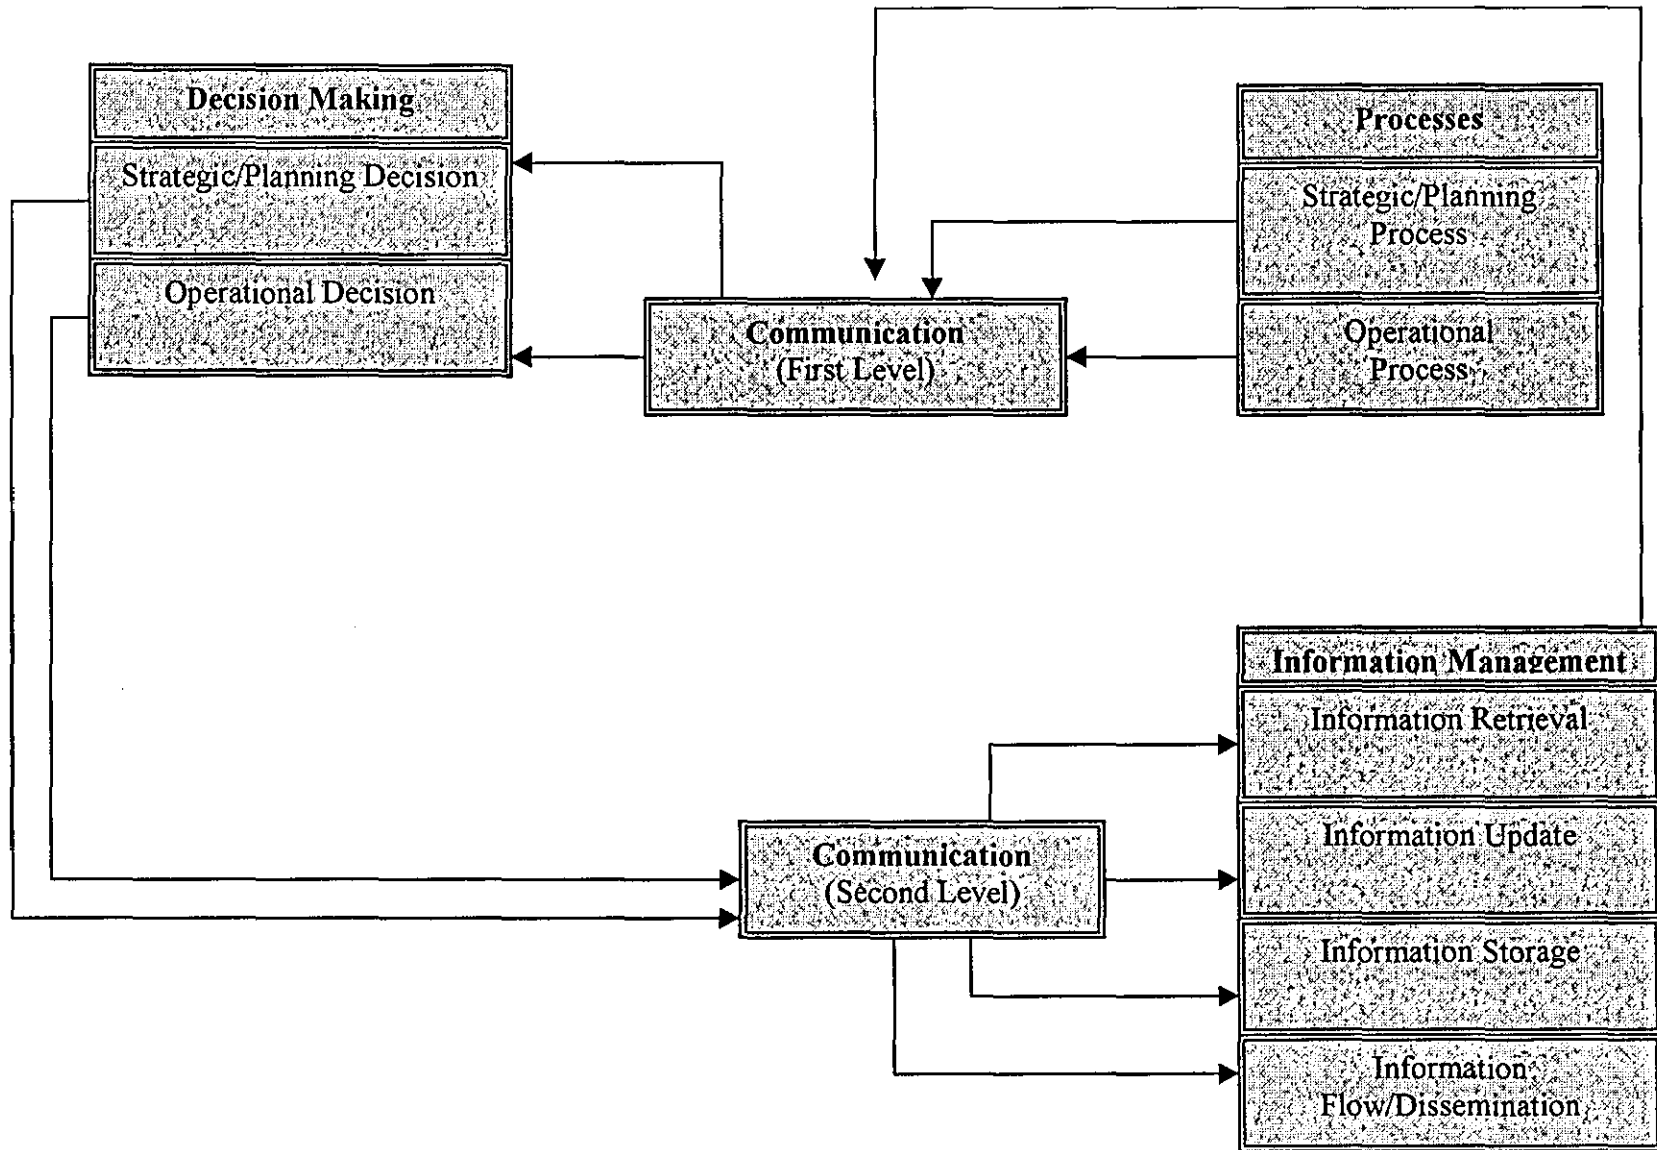 Decision Making
Strategic/Planning Decision
Operational Decision
Processes
Strategic/Planning
Process
Operational
Process
Communication
(First Level)
Information Management
Information Retrieval
Information Update
Information Storage
Information
Flow/Dissemination
Communication
(Second Level)